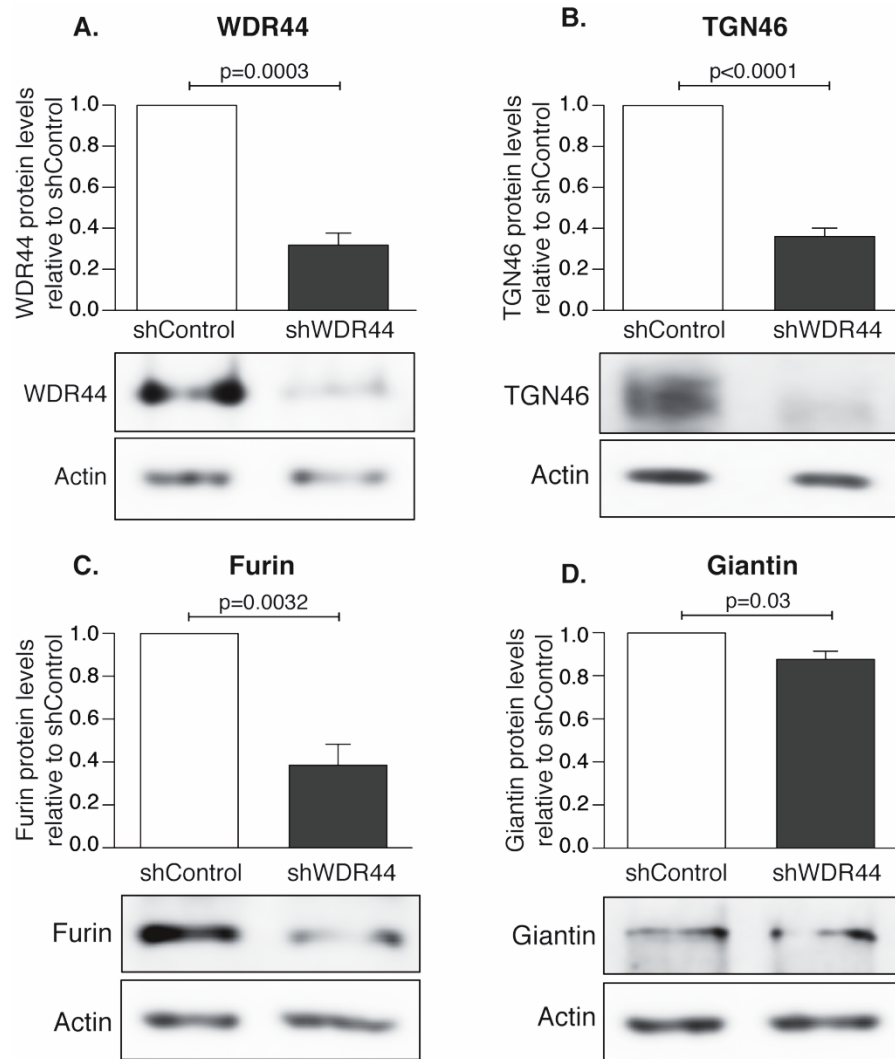 A.
WDR44
p=0.0003
WDR44 protein levels
relative to shControl
1.0
0.8
0.6
0.4
0.2
0.0
shControl shWDR44
WDR44
Actin
B.
TGN46
p<0.0001
TGN46 protein levels
relative to shControl
1.0
0.8
0.6
0.4
0.2
0.0
shControl shWDR44
TGN46
Actin
C.
Furin
p=0.0032
Furin protein levels
relative to shControl
1.0
0.8
0.6
0.4
0.2
0.0
shControl shWDR44
Furin
Actin
D.
Giantin
p=0.03
Giantin protein levels
relative to shControl
1.0
0.8
0.6
0.4
0.2
0.0
shControl shWDR44
Giantin
Actin